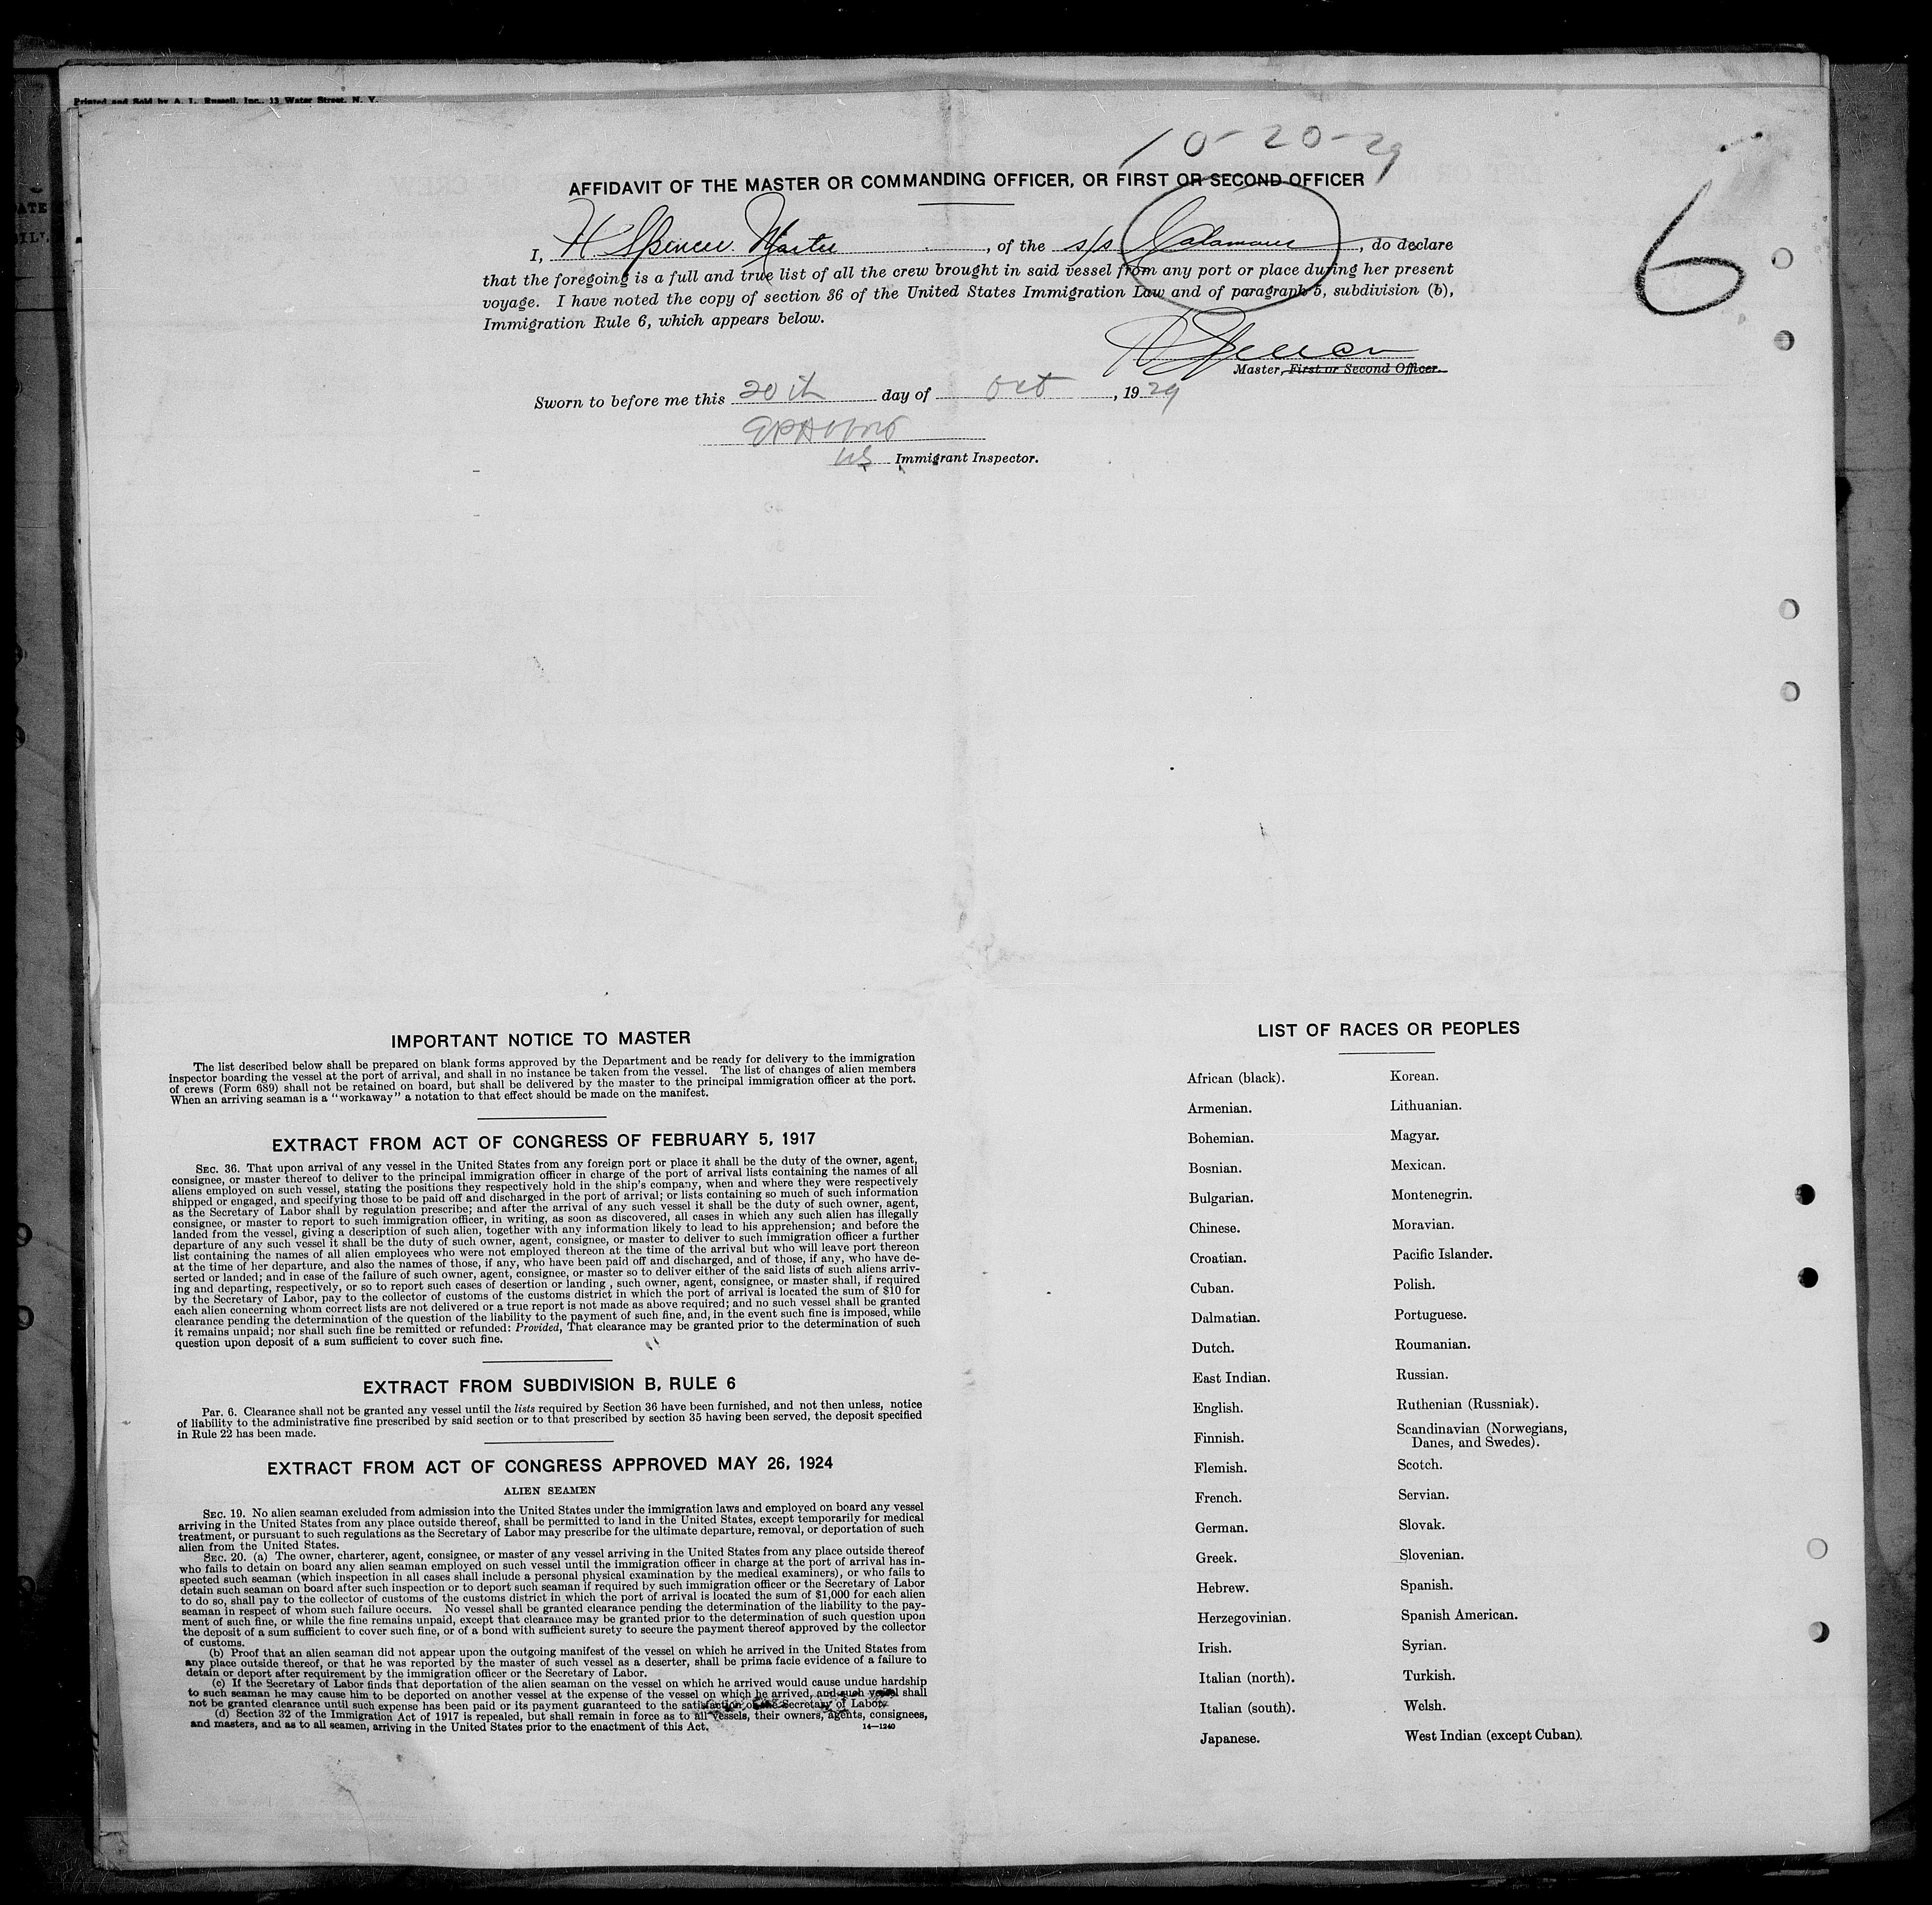 Printed and Sold by A. L. Russell, Inc., 13 Water Street, N. Y.
10-20-29
6
AFFIDAVIT OF THE MASTER OR COMMANDING OFFICER, OR FIRST OR SECOND OFFICER
I, H Spencer. Master, of the s/s Calamares, do declare
that the foregoing is a full and true list of all the crew brought in said vessel from any port or place during her present
voyage. I have noted the copy of section 36 of the United States Immigration Law and of paragraph 5, subdivision (b),
Immigration Rule 6, which appears below.
H Spencer
Master, First or Second Officer.
Sworn to before me this 20th day of Oct, 1929
US Immigrant Inspector.
IMPORTANT NOTICE TO MASTER
The list described below shall be prepared on blank forms approved by the Department and be ready for delivery to the immigration
inspector boarding the vessel at the port of arrival, and shall in no instance be taken from the vessel. The list of changes of alien members
of crews (Form 689) shall not be retained on board, but shall be delivered by the master to the principal immigration officer at the port.
When an arriving seaman is a "workaway" a notation to that effect should be made on the manifest.
EXTRACT FROM ACT OF CONGRESS OF FEBRUARY 5, 1917
SEC. 36. That upon arrival of any vessel in the United States from any foreign port or place it shall be the duty of the owner, agent,
consignee, or master thereof to deliver to the principal immigration officer in charge of the port of arrival lists containing the names of all
aliens employed on such vessel, stating the positions they respectively hold in the ship's company, when and where they were respectively
shipped or engaged, and specifying those to be paid off and discharged in the port of arrival; or lists containing so much of such information
as the Secretary of Labor shall by regulation prescribe; and after the arrival of any such vessel it shall be the duty of such owner, agent,
consignee, or master to report to such immigration officer, in writing, as soon as discovered, all cases in which any such alien has illegally
landed from the vessel, giving a description of such alien, together with any information likely to lead to his apprehension; and before the
departure of any such vessel it shall be the duty of such owner, agent, consignee, or master to deliver to such immigration officer a further
list containing the names of all alien employees who were not employed thereon at the time of the arrival but who will leave port thereon
at the time of her departure, and also the names of those, if any, who have been paid off and discharged, and of those, if any, who have de-
serted or landed; and in case of the failure of such owner, agent, consignee, or master so to deliver either of the said lists of such aliens arriv-
ing and departing, respectively, or so to report such cases of desertion or landing , such owner, agent, consignee, or master shall, if required
by the Secretary of Labor, pay to the collector of customs of the customs district in which the port of arrival is located the sum of $10 for
each alien concerning whom correct lists are not delivered or a true report is not made as above required; and no such vessel shall be granted
clearance pending the determination of the question of the liability to the payment of such fine, and, in the event such fine is imposed, while
it remains unpaid; nor shall such fine be remitted or refunded: Provided, That clearance may be granted prior to the determination of such
question upon deposit of a sum sufficient to cover such fine.
EXTRACT FROM SUBDIVISION B, RULE 6
Par. 6. Clearance shall not be granted any vessel until the lists required by Section 36 have been furnished, and not then unless, notice
of liability to the administrative fine prescribed by said section or to that prescribed by section 35 having been served, the deposit specified
in Rule 22 has been made.
EXTRACT FROM ACT OF CONGRESS APPROVED MAY 26, 1924
ALIEN SEAMEN
SEC. 19. No alien seaman excluded from admission into the United States under the immigration laws and employed on board any vessel
arriving in the United States from any place outside thereof, shall be permitted to land in the United States, except temporarily for medical
treatment, or pursuant to such regulations as the Secretary of Labor may prescribe for the ultimate departure, removal, or deportation of such
alien from the United States.
SEC. 20. (a) The owner, charterer, agent, consignee, or master of any vessel arriving in the United States from any place outside thereof
who fails to detain on board any alien seaman employed on such vessel until the immigration officer in charge at the port of arrival has in-
spected such seaman (which inspection in all cases shall include a personal physical examination by the medical examiners), or who fails to
detain such seaman on board after such inspection or to deport such seaman if required by such immigration officer or the Secretary of Labor
to do so, shall pay to the collector of customs of the customs district in which the port of arrival is located the sum of $1,000 for each alien
seaman in respect of whom such failure occurs. No vessel shall be granted clearance pending the determination of the liability to the pay-
ment of such fine, or while the fine remains unpaid, except that clearance may be granted prior to the determination of such question upon
the deposit of a sum sufficient to cover such fine, or of a bond with sufficient surety to secure the payment thereof approved by the collector
of customs.
(b) Proof that an alien seaman did not appear upon the outgoing manifest of the vessel on which he arrived in the United States from
any place outside thereof, or that he was reported by the master of such vessel as a deserter, shall be prima facie evidence of a failure to
detain or deport after requirement by the immigration officer or the Secretary of Labor.
(c) If the Secretary of Labor finds that deportation of the alien seaman on the vessel on which he arrived would cause undue hardship
to such seaman he may cause him to be deported on another vessel at the expense of the vessel on which he arrived, and such vessel shall
not be granted clearance until such expense has been paid or its payment guaranteed to the satisfaction of the Secretary of Labor.
(d) Section 32 of the Immigration Act of 1917 is repealed, but shall remain in force as to all vessels, their owners, agents, consignees,
and masters, and as to all seamen, arriving in the United States prior to the enactment of this Act.
14—1240
LIST OF RACES OR PEOPLES
African (black).
Armenian.
Bohemian.
Bosnian.
Bulgarian.
Chinese.
Croatian.
Cuban.
Dalmatian.
Dutch.
East Indian.
English.
Finnish.
Flemish.
French.
German.
Greek.
Hebrew.
Herzegovinian.
Irish.
Italian (north).
Italian (south).
Japanese.
Korean.
Lithuanian.
Magyar.
Mexican.
Montenegrin.
Moravian.
Pacific Islander.
Polish.
Portuguese.
Roumanian.
Russian.
Ruthenian (Russniak).
Scandinavian (Norwegians,
Danes, and Swedes).
Scotch.
Servian.
Slovak.
Slovenian.
Spanish.
Spanish American.
Syrian.
Turkish.
Welsh.
West Indian (except Cuban).